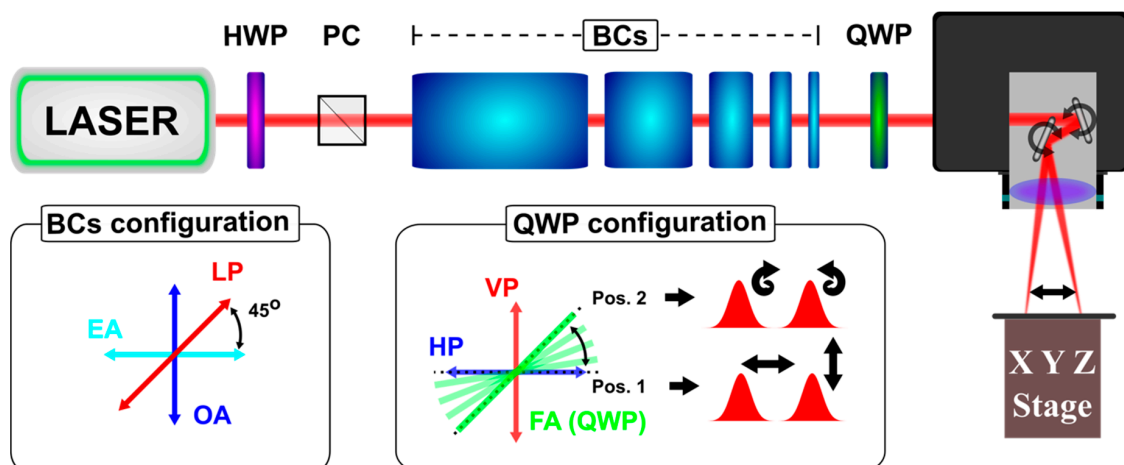 HWP
PC
BCs
QWP
LASER
BCs configuration
LP
45o
EA
OA
QWP configuration
VP
HP
FA (QWP)
Pos. 2
Pos. 1
X Y Z
Stage